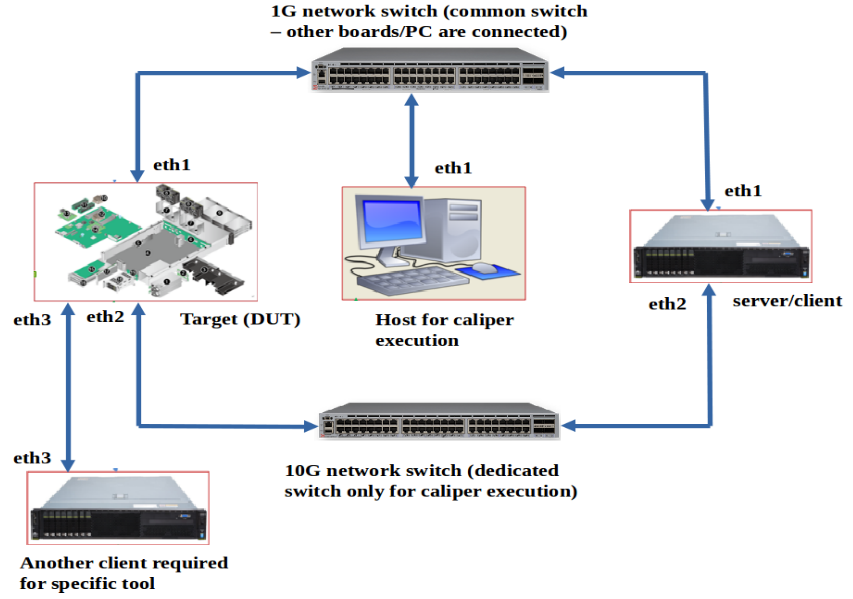 1G network switch (common switch
– other boards/PC are connected)
eth1
eth1
eth1
eth3
eth2
Target (DUT)
Host for caliper
execution
eth2
server/client
eth3
10G network switch (dedicated
switch only for caliper execution)
Another client required
for specific tool